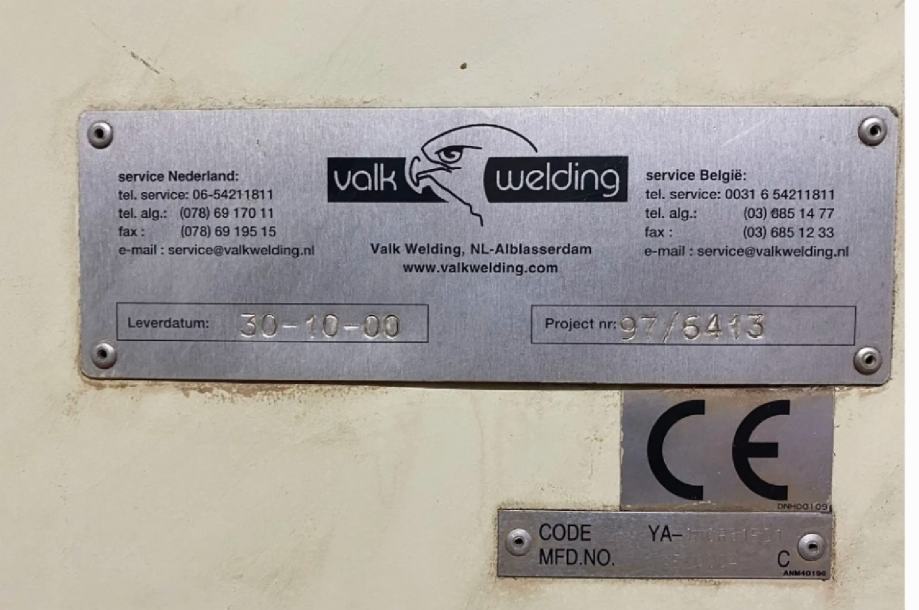 valk welding
service Nederland:
tel. service: 06-54211811
tel. alg.: (078) 69 170 11
fax : (078) 69 195 15
e-mail : service@valkwelding.nl
Valk Welding, NL-Alblasserdam
www.valkwelding.com
service België:
tel. service: 0031 6 54211811
tel. alg.: (03) 685 14 77
fax : (03) 685 12 33
e-mail : service@valkwelding.nl
Leverdatum: 30-10-00
Project nr: 97/6413
CE
DNH00109
CODE YA-
MFD.NO. C
ANM40196